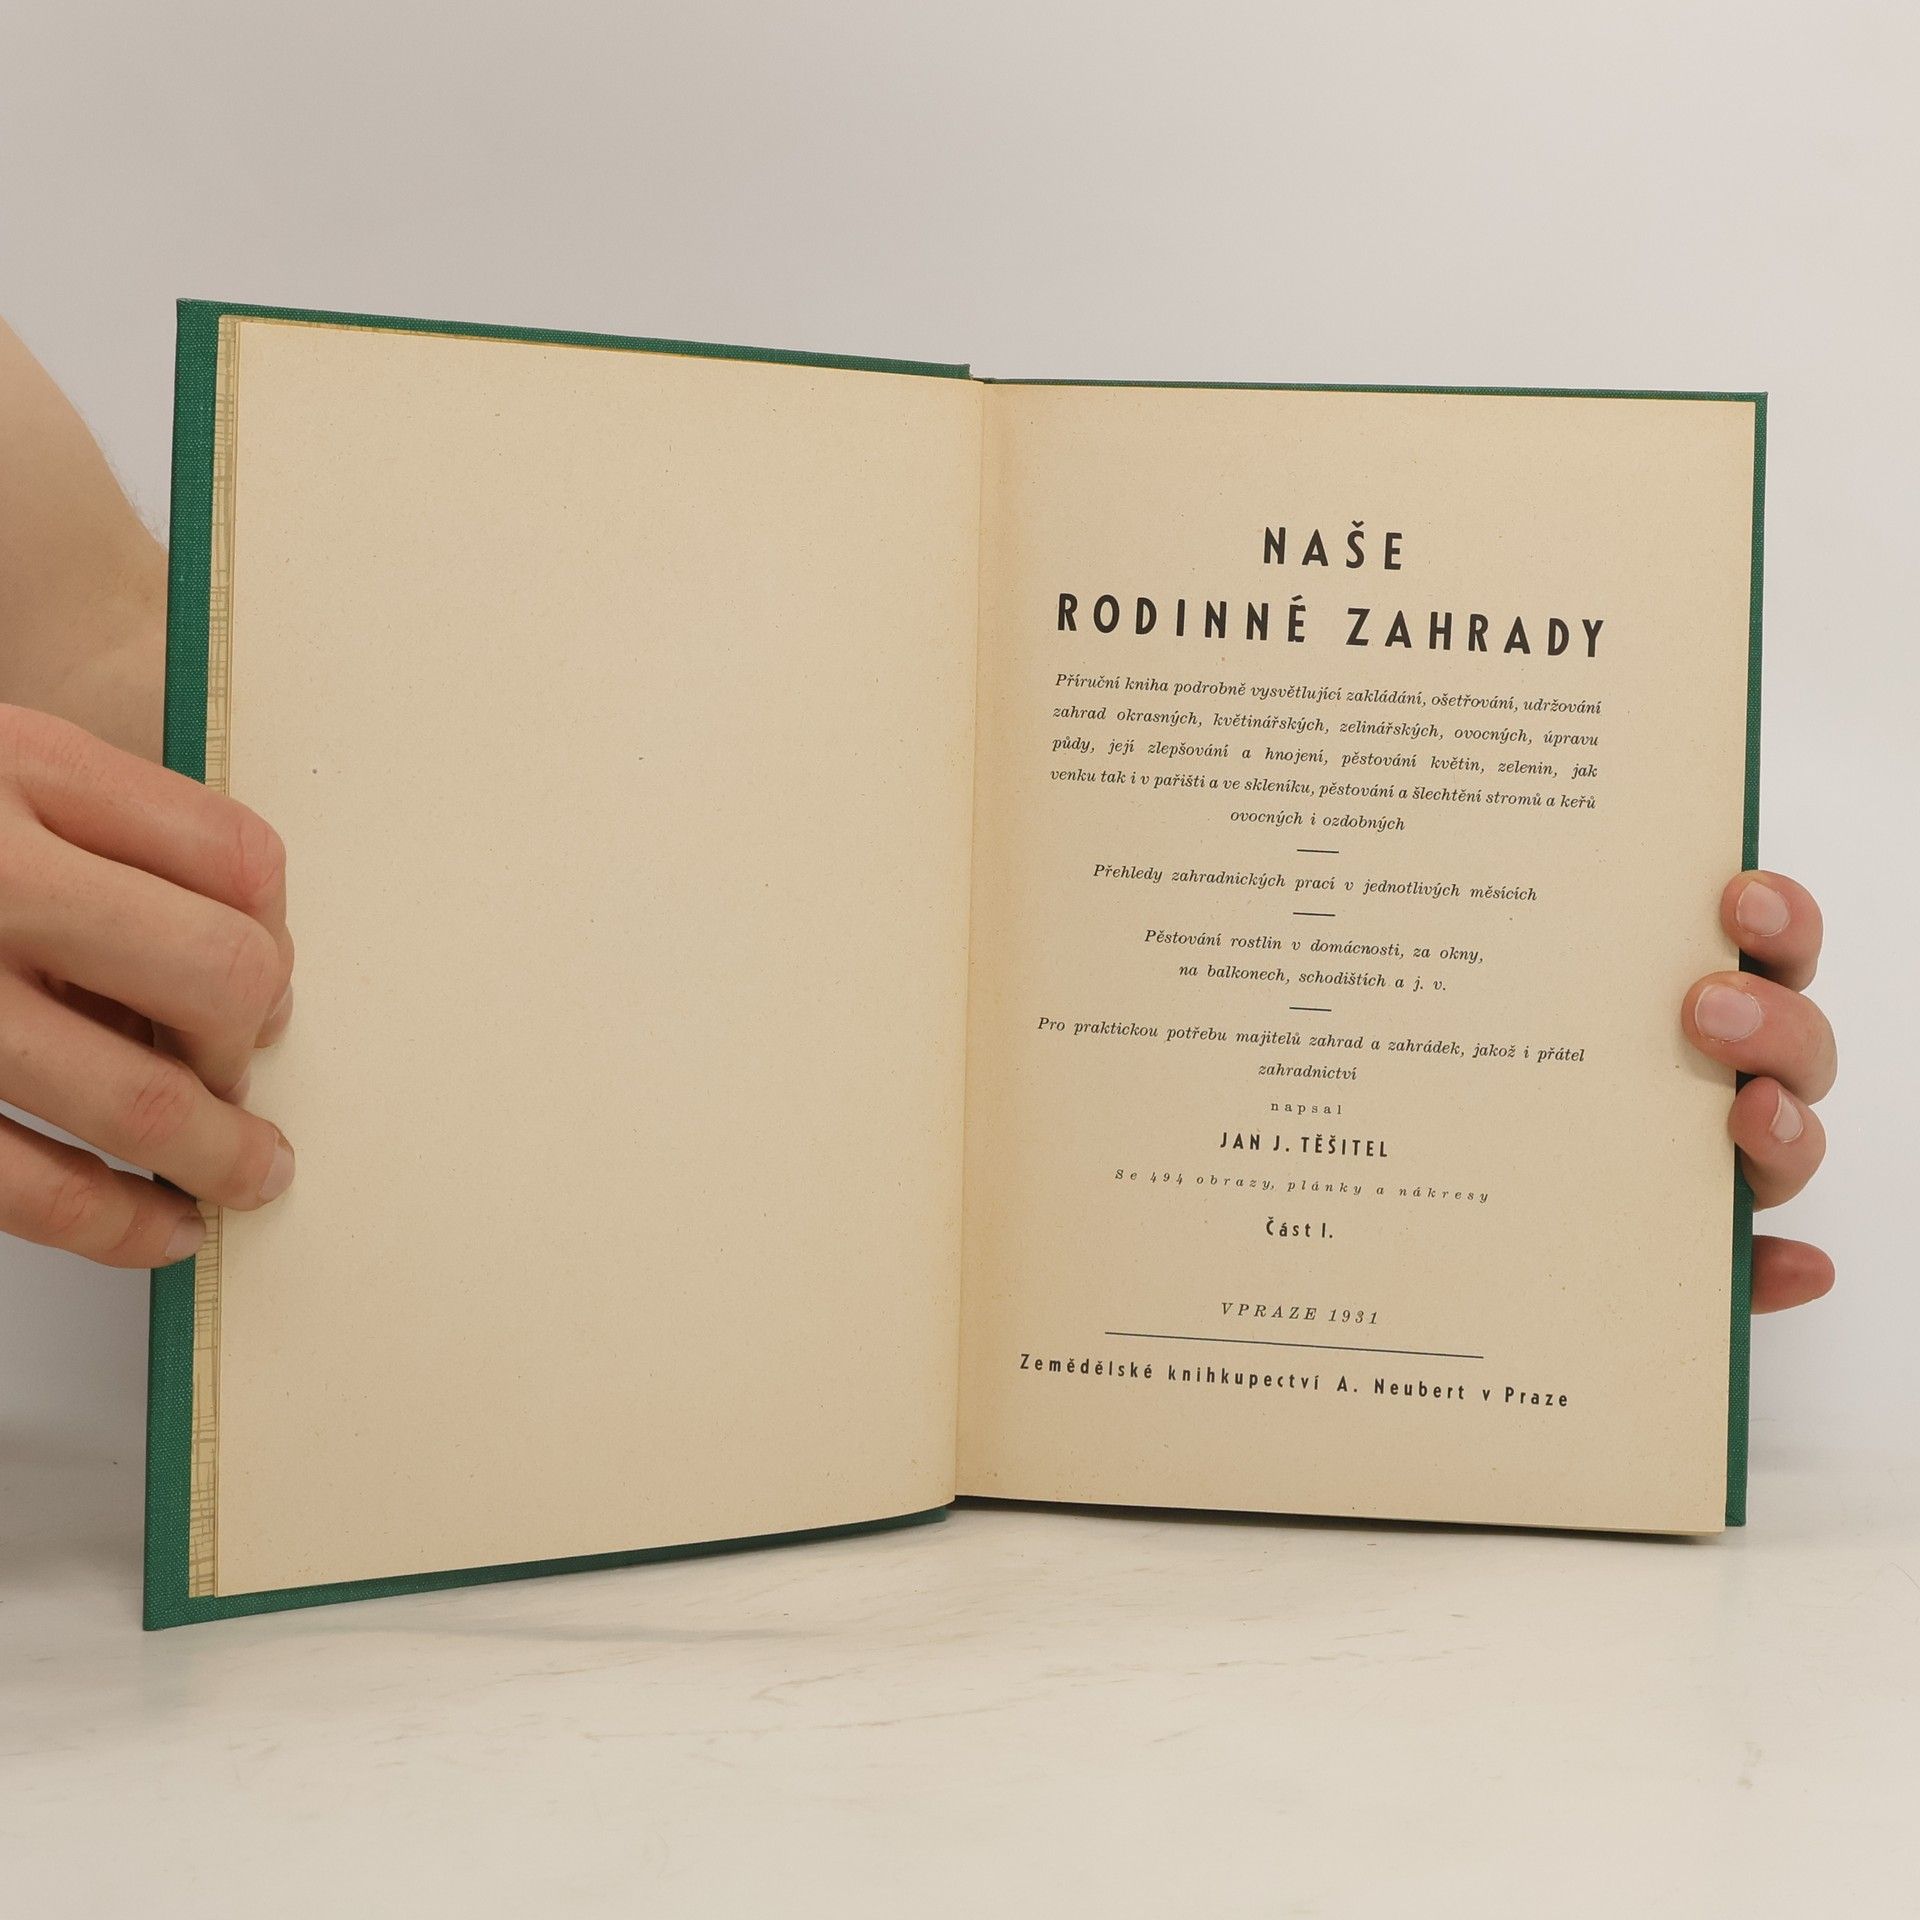 NAŠE
RODINNÉ ZAHRADY
Příruční kniha podrobně vysvětlující zakládání, ošetřování, udržování
zahrad okrasných, květinářských, zelinářských, ovocných, úpravu
půdy, její zlepšování a hnojení, pěstování květin, zelenin, jak
venku tak i v pařišti a ve skleníku, pěstování a šlechtění stromů a keřů
ovocných i ozdobných
Přehledy zahradnických prací v jednotlivých měsících
Pěstování rostlin v domácnosti, za okny,
na balkonech, schodištích a j. v.
Pro praktickou potřebu majitelů zahrad a zahrádek, jakož i přátel
zahradnictví
napsal
JAN J. TĚŠITEL
Se 494 obrazy, plánky a nákresy
Část I.
V PRAZE 1931
Zemědělské knihkupectví A. Neubert v Praze